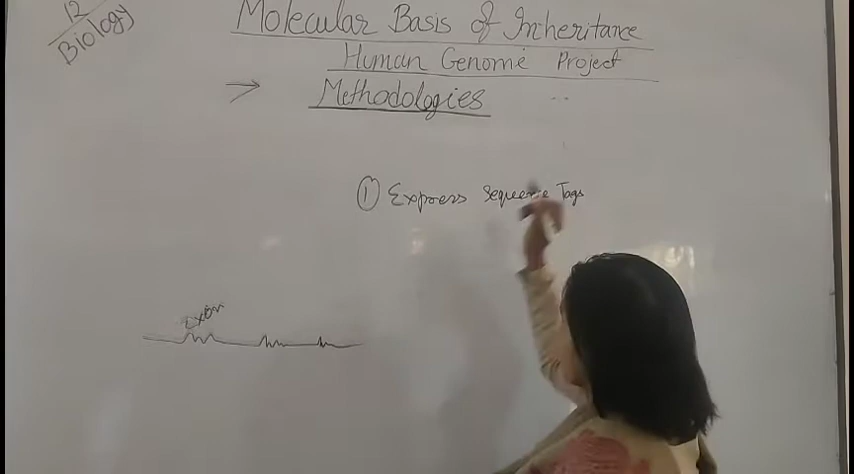 12
Biology
Molecular Basis of Inheritance
Human Genome Project
→ Methodologies
① Express Sequence Tags
Exon